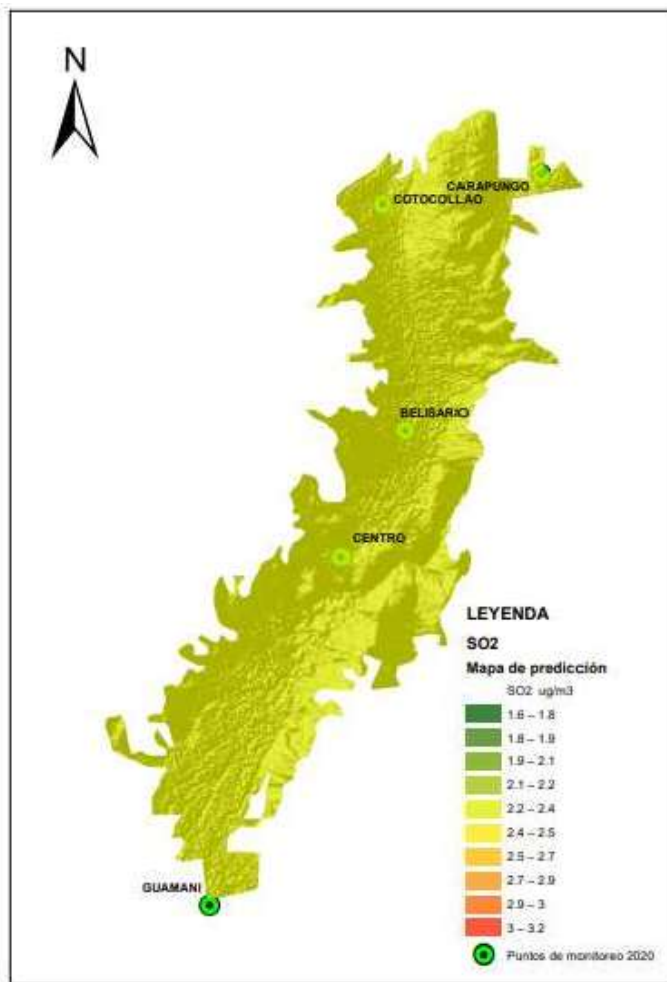 N
CARAPUNGO
COTOCOLLAO
BELISARIO
CENTRO
GUAMANI
LEYENDA
SO2
Mapa de predicción
SO2 ug/m3
1.6 – 1.8
1.8 – 1.9
1.9 – 2.1
2.1 – 2.2
2.2 – 2.4
2.4 – 2.5
2.5 – 2.7
2.7 – 2.9
2.9 – 3
3 – 3.2
Puntos de monitoreo 2020